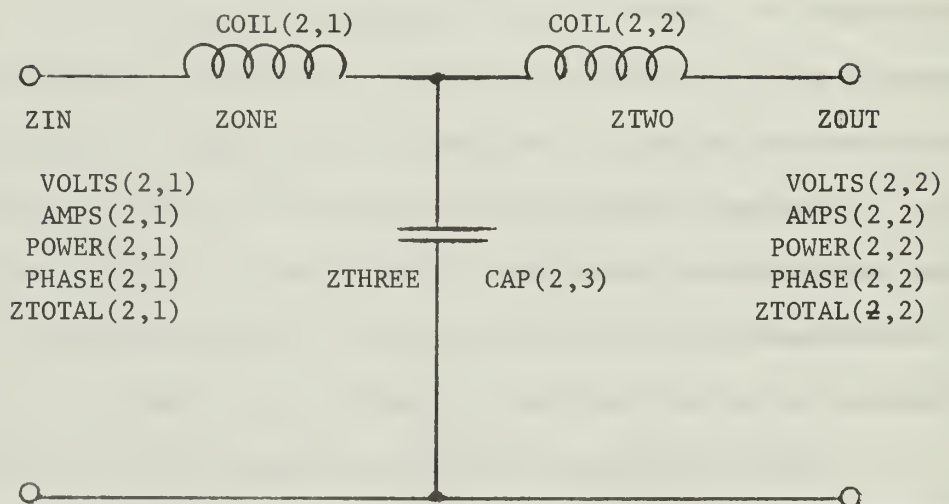 COIL(2,1) COIL(2,2)
ZIN ZONE ZTWO ZOUT
VOLTS(2,1) VOLTS(2,2)
AMPS(2,1) AMPS(2,2)
POWER(2,1) POWER(2,2)
PHASE(2,1) ZTHREE CAP(2,3) PHASE(2,2)
ZTOTAL(2,1) ZTOTAL(2,2)